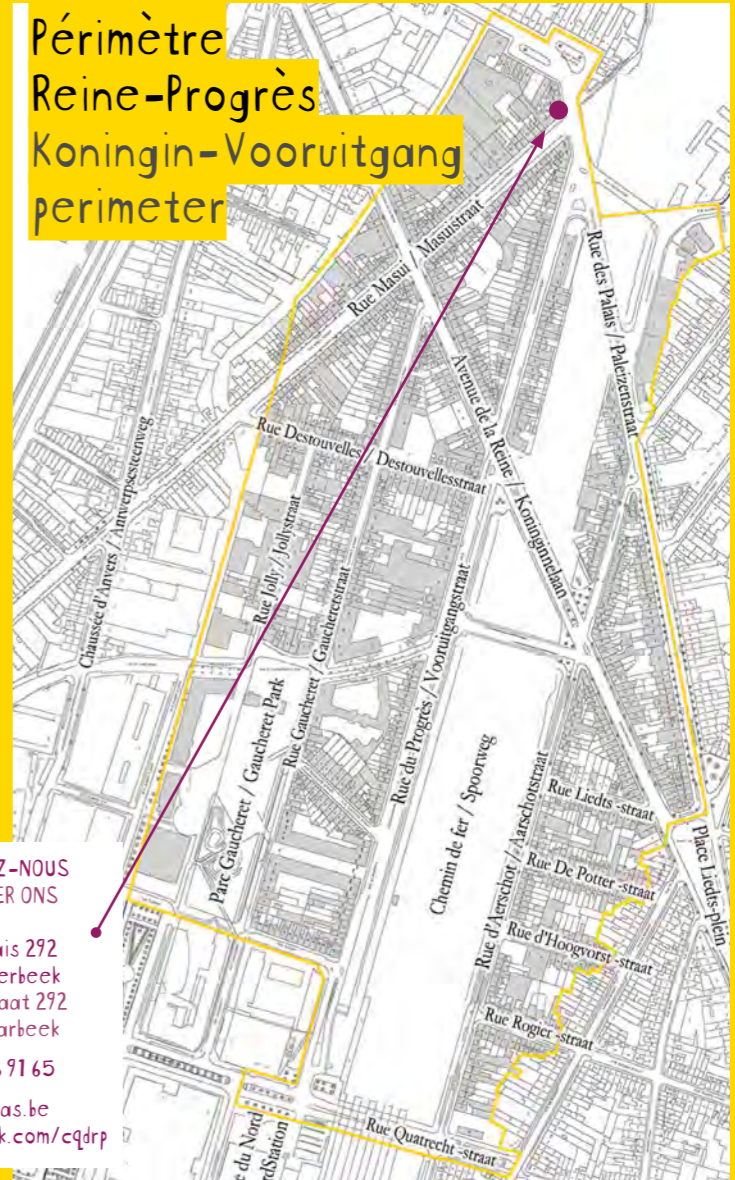 Périmètre
Reine-Progrès
Koningin-Vooruitgang
perimeter
Rue Masui / Masuistraat
Rue des Palais / Paleizenstraat
Avenue de la Reine / Koninginnelaan
Rue Destouvelles / Destouvellesstraat
Chaussée d'Anvers / Antwerpsesteenweg
Rue Jolly / Jollystraat
Rue Gaucheret / Gaucheretstraat
Rue du Progrès / Vooruitgangstraat
Parc Gaucheret / Gaucheret Park
Chemin de fer / Spoorweg
Rue d'Aerschot / Aarschotstraat
Rue Liedts -straat
Place Liedts-plein
Rue De Potter -straat
Rue d'Hoogvorst -straat
Rue Rogier -straat
Rue Quatrecht -straat
e du Nord
rdStation
Z-NOUS
ER ONS
ais 292
erbeek
aat 292
arbeek
91 65
as.be
k.com/cqdrp